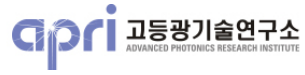 apri 고등광기술연구소
ADVANCED PHOTONICS RESEARCH INSTITUTE